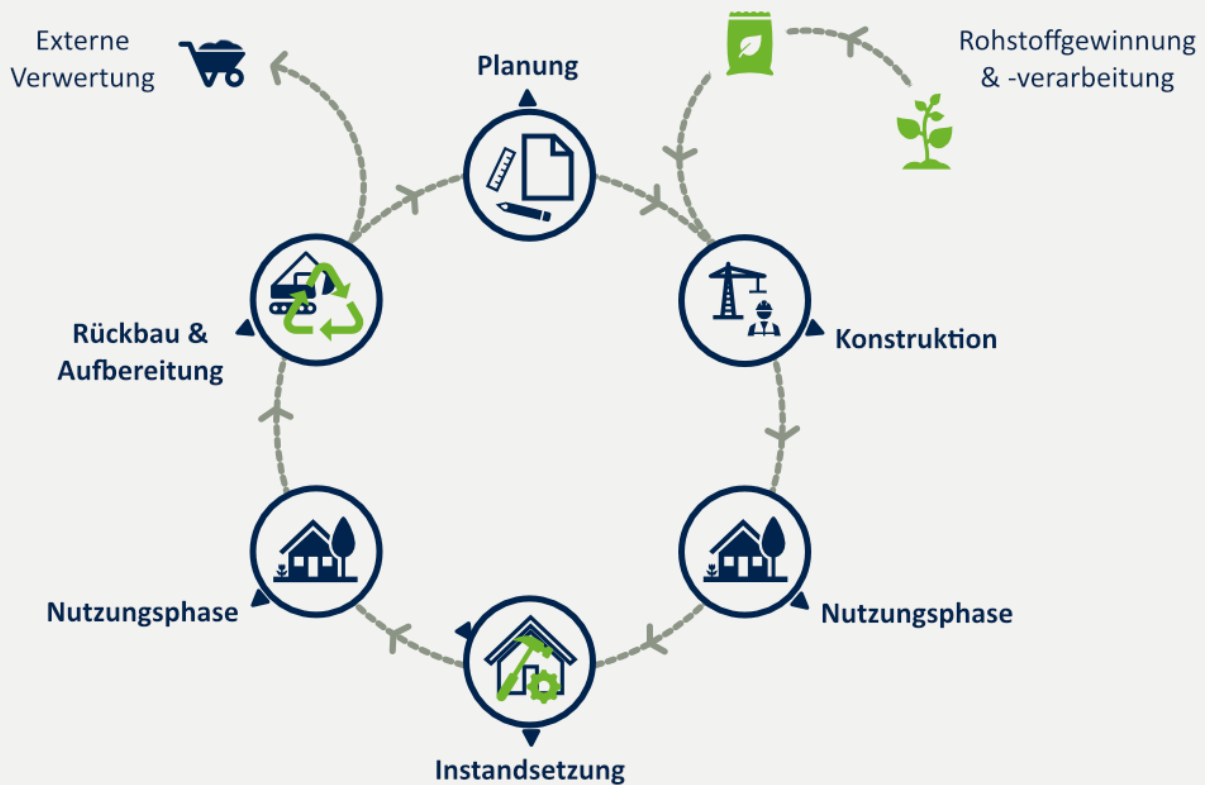 Externe
Verwertung
Planung
Rohstoffgewinnung
& -verarbeitung
Rückbau &
Aufbereitung
Konstruktion
Nutzungsphase
Nutzungsphase
Instandsetzung